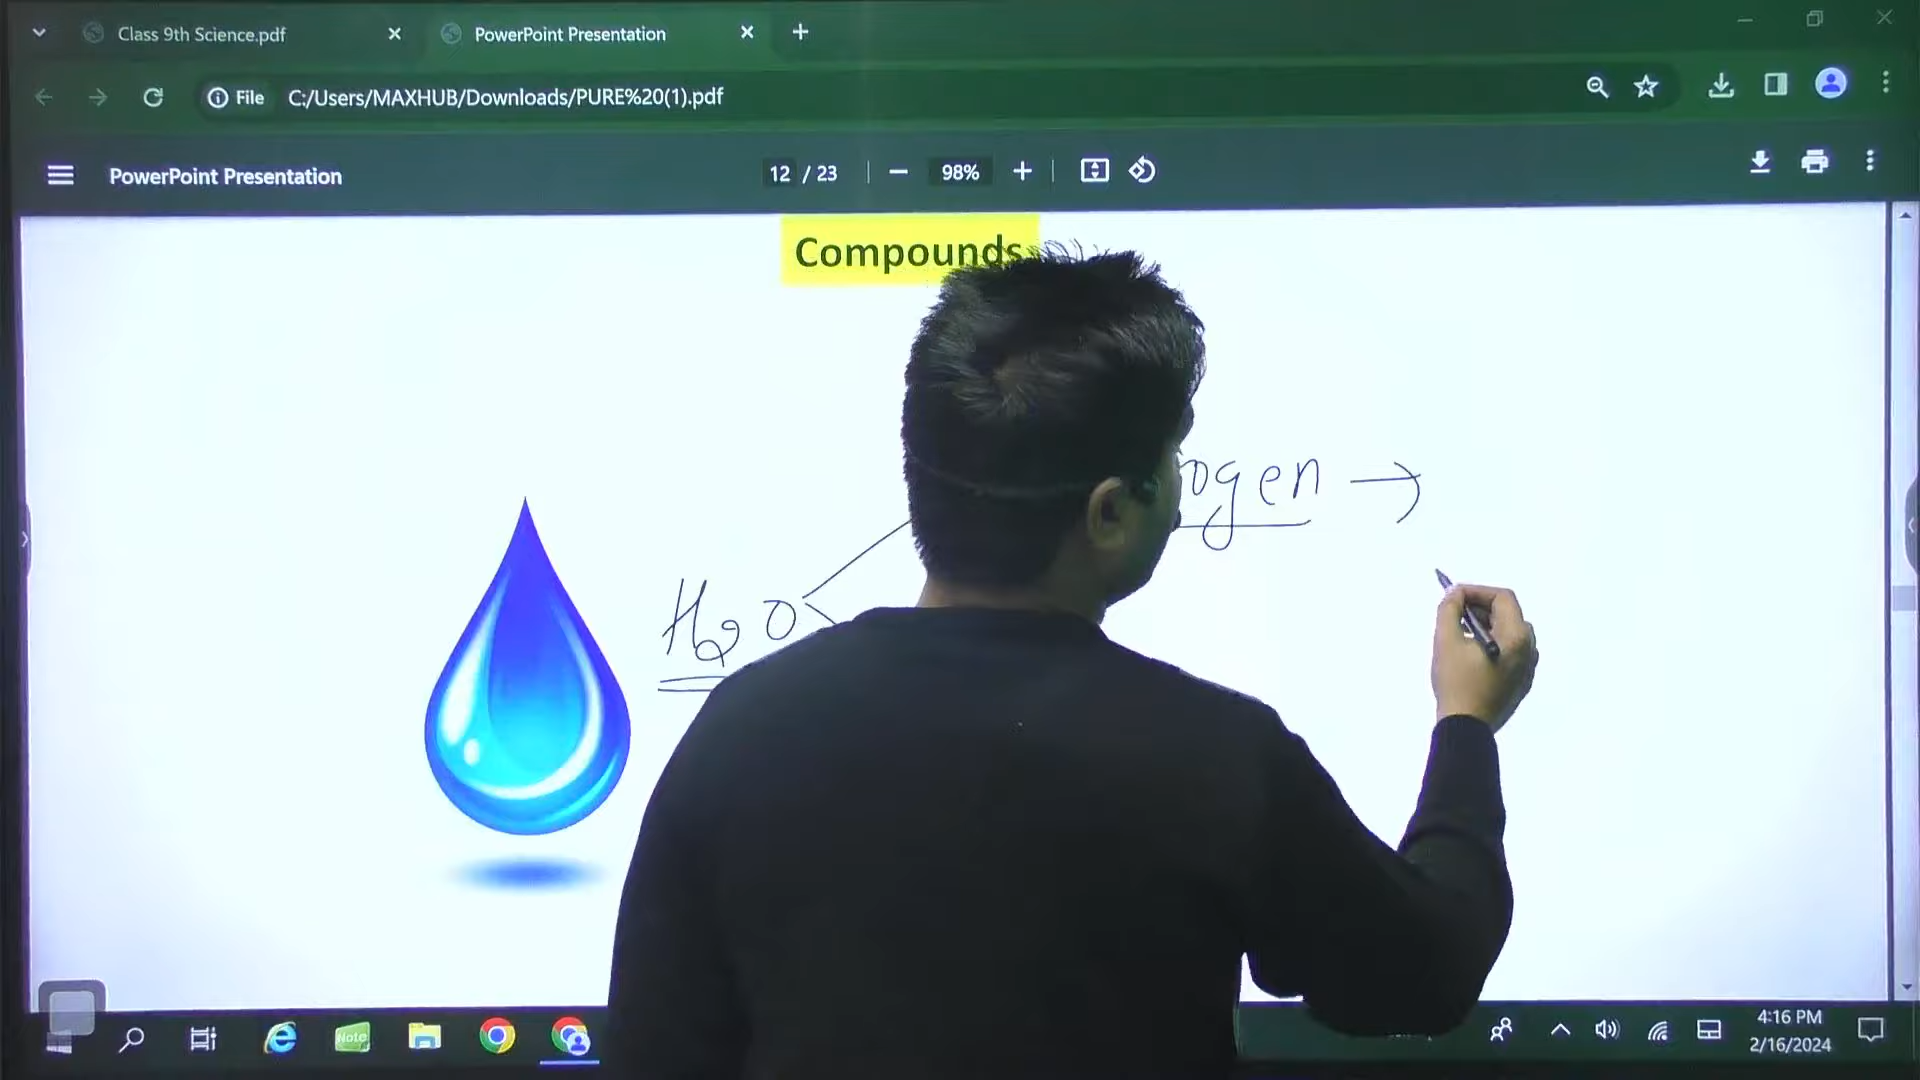 Class 9th Science.pdf
PowerPoint Presentation
File C:/Users/MAXHUB/Downloads/PURE%20(1).pdf
PowerPoint Presentation
12 / 23
98%
Compounds
ogen →
H₂O
Note
4:16 PM
2/16/2024